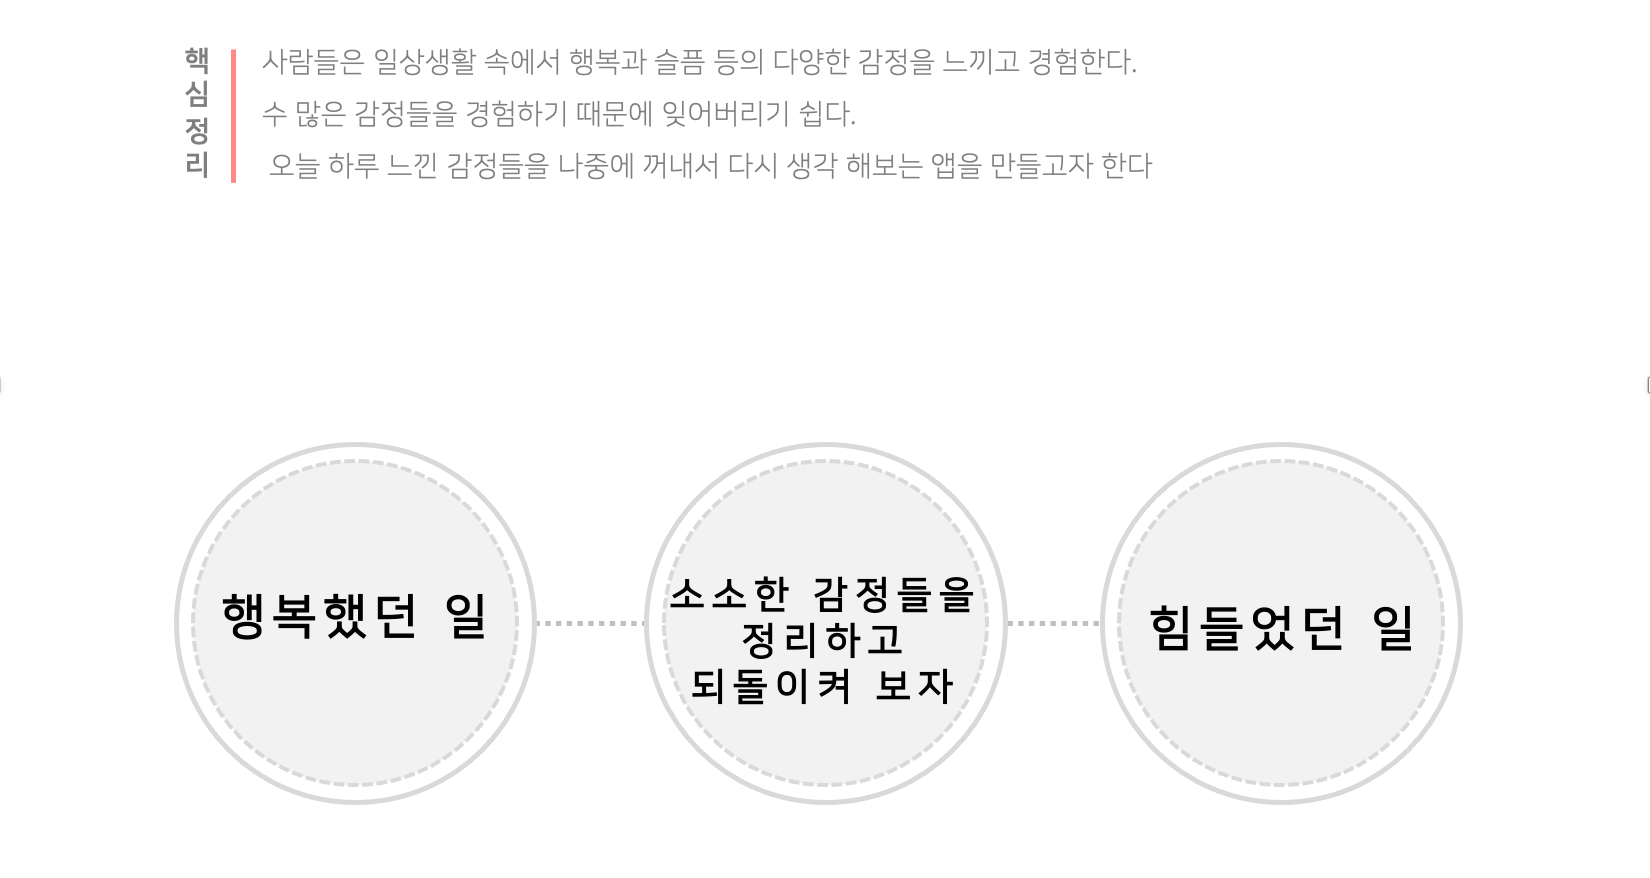 핵심 정리
사람들은 일상생활 속에서 행복과 슬픔 등의 다양한 감정을 느끼고 경험한다.
수 많은 감정들을 경험하기 때문에 잊어버리기 쉽다.
오늘 하루 느낀 감정들을 나중에 꺼내서 다시 생각 해보는 앱을 만들고자 한다
행복했던 일
소소한 감정들을
정리하고
되돌이켜 보자
힘들었던 일